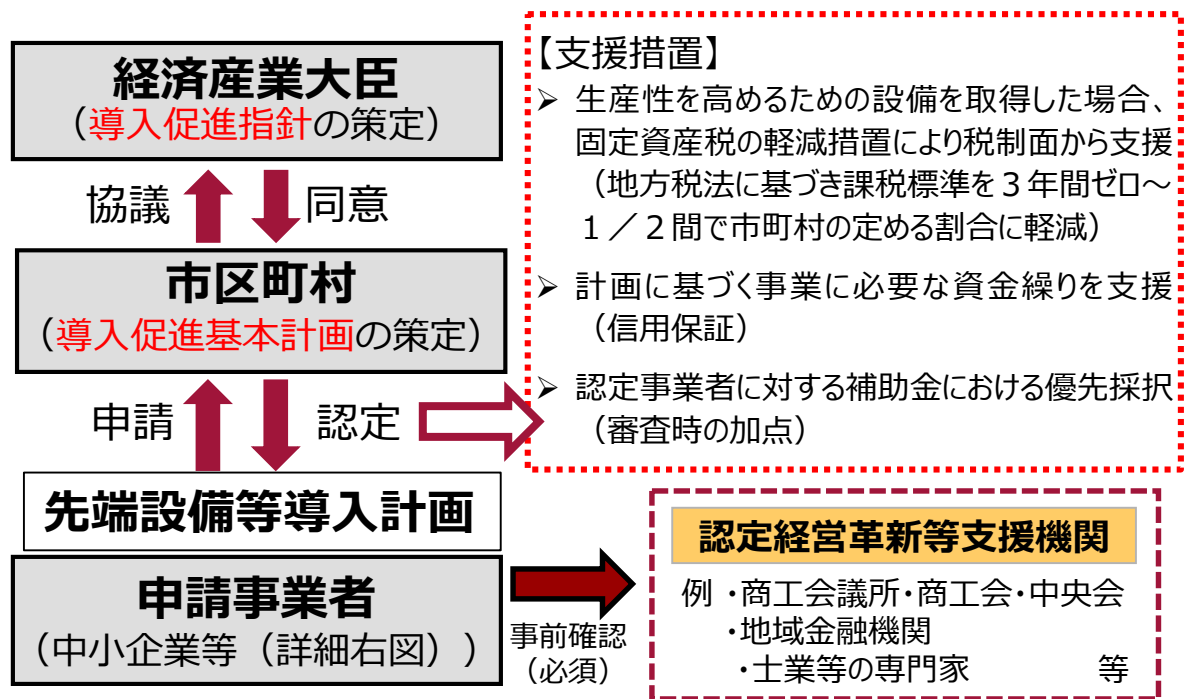 経済産業大臣
（導入促進指針の策定）
協議
同意
市区町村
（導入促進基本計画の策定）
申請
認定
先端設備等導入計画
申請事業者
（中小企業等（詳細右図））
【支援措置】
➢ 生産性を高めるための設備を取得した場合、
固定資産税の軽減措置により税制面から支援
（地方税法に基づき課税標準を３年間ゼロ～
１／２間で市町村の定める割合に軽減）
➢ 計画に基づく事業に必要な資金繰りを支援
（信用保証）
➢ 認定事業者に対する補助金における優先採択
（審査時の加点）
事前確認
（必須）
認定経営革新等支援機関
例 ・商工会議所・商工会・中央会
・地域金融機関
・士業等の専門家 等